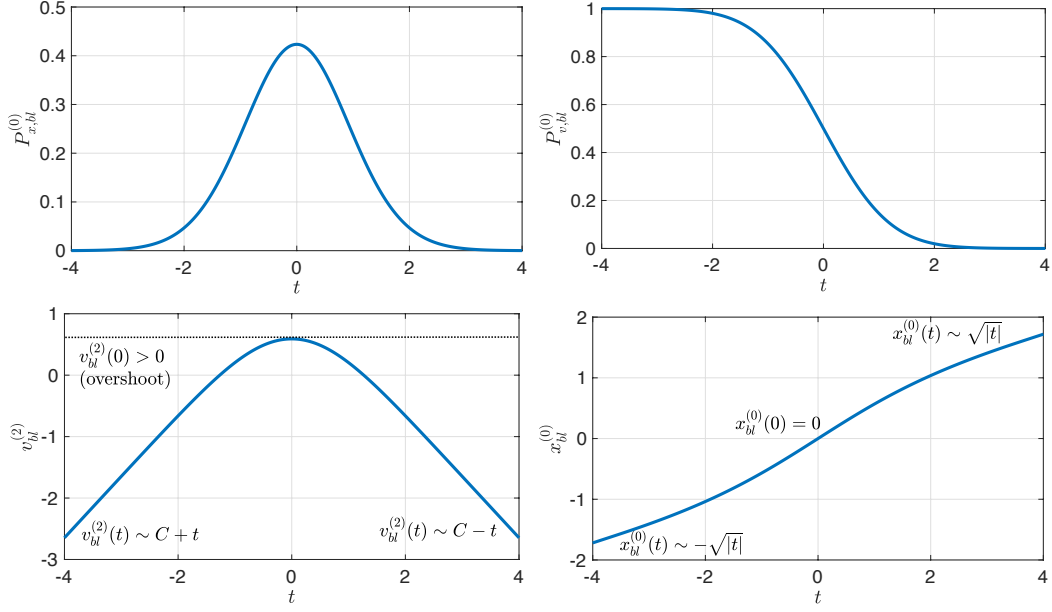 0.5
0.4
0.3
0.2
0.1
0
-4 -2 0 2 4
t
P_{x,bl}^{(0)}
1
0.8
0.6
0.4
0.2
0
-4 -2 0 2 4
t
P_{v,bl}^{(0)}
1
0
-1
-2
-3
-4 -2 0 2 4
t
v_{bl}^{(2)}
v_{bl}^{(2)}(0) > 0
(overshoot)
v_{bl}^{(2)}(t) ∼ C + t
v_{bl}^{(2)}(t) ∼ C − t
2
1
0
-1
-2
-4 -2 0 2 4
t
x_{bl}^{(0)}
x_{bl}^{(0)}(t) ∼ √|t|
x_{bl}^{(0)}(0) = 0
x_{bl}^{(0)}(t) ∼ −√|t|